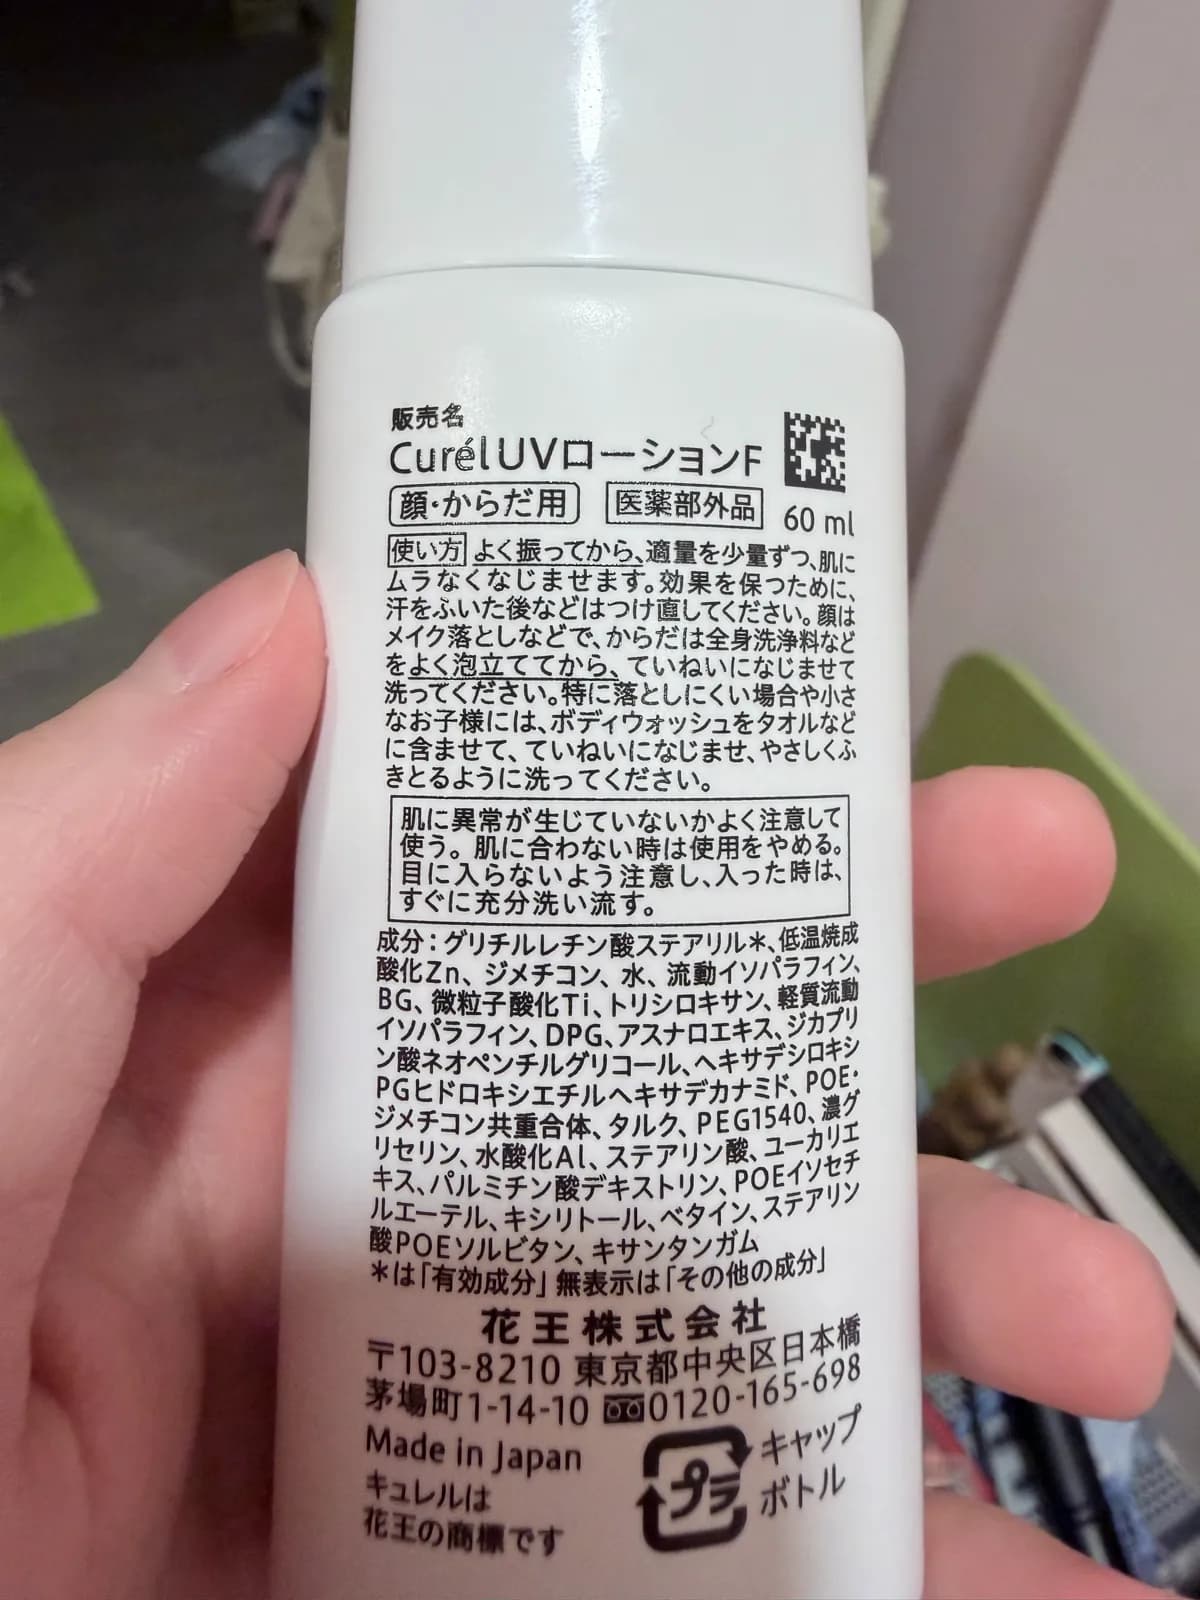 販売名
CurélUVローションF
顔・からだ用 医薬部外品 60 ml
使い方 よく振ってから、適量を少量ずつ、肌に
ムラなくなじませます。効果を保つために、
汗をふいた後などはつけ直してください。顔は
メイク落としなどで、からだは全身洗浄料など
をよく泡立ててから、ていねいになじませて
洗ってください。特に落としにくい場合や小さ
なお子様には、ボディウォッシュをタオルなど
に含ませて、ていねいになじませ、やさしくふ
きとるように洗ってください。
肌に異常が生じていないかよく注意して
使う。肌に合わない時は使用をやめる。
目に入らないよう注意し、入った時は、
すぐに充分洗い流す。
成分：グリチルレチン酸ステアリル＊、低温焼成
酸化Zn、ジメチコン、水、流動イソパラフィン、
BG、微粒子酸化Ti、トリシロキサン、軽質流動
イソパラフィン、DPG、アスナロエキス、ジカプリ
ン酸ネオペンチルグリコール、ヘキサデシロキシ
PGヒドロキシエチルヘキサデカナミド、POE・
ジメチコン共重合体、タルク、PEG1540、濃グ
リセリン、水酸化Al、ステアリン酸、ユーカリエ
キス、パルミチン酸デキストリン、POEイソセチ
ルエーテル、キシリトール、ベタイン、ステアリン
酸POEソルビタン、キサンタンガム
＊は「有効成分」無表示は「その他の成分」
花王株式会社
〒103-8210 東京都中央区日本橋
茅場町1-14-10 0120-165-698
Made in Japan
キュレルは
花王の商標です
プラ
キャップ
ボトル